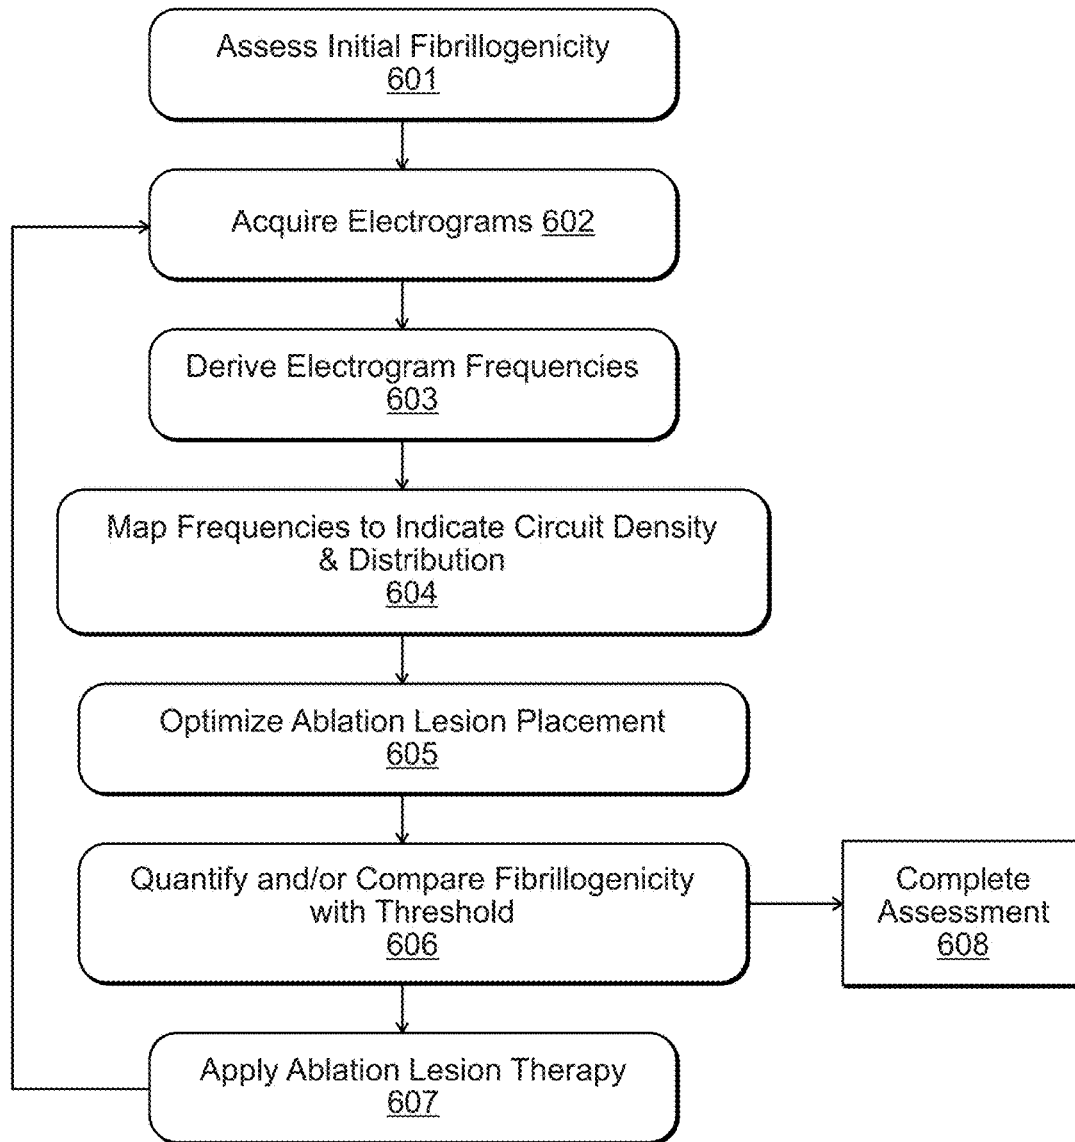 Assess Initial Fibrillogenicity
601
Acquire Electrograms 602
Derive Electrogram Frequencies
603
Map Frequencies to Indicate Circuit Density
& Distribution
604
Optimize Ablation Lesion Placement
605
Quantify and/or Compare Fibrillogenicity
with Threshold
606
Complete
Assessment
608
Apply Ablation Lesion Therapy
607